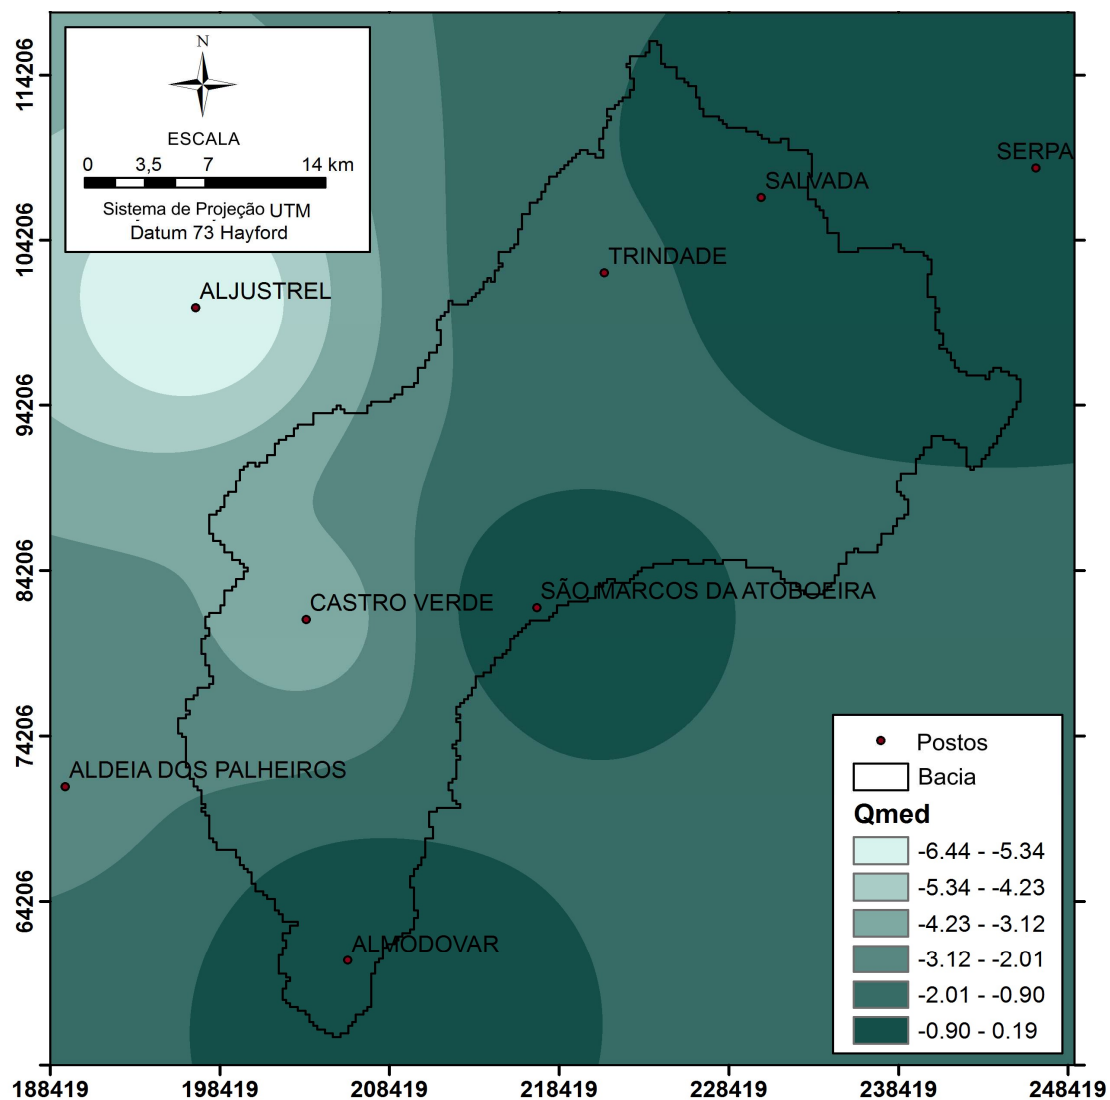 N
ESCALA
0 3,5 7 14 km
Sistema de Projeção UTM
Datum 73 Hayford
114206
104206
94206
84206
74206
64206
SERPA
SALVADA
TRINDADE
ALJUSTREL
SÃO MARCOS DA ATOBOEIRA
CASTRO VERDE
ALDEIA DOS PALHEIROS
ALMODOVAR
Postos
Bacia
Qmed
-6.44 - -5.34
-5.34 - -4.23
-4.23 - -3.12
-3.12 - -2.01
-2.01 - -0.90
-0.90 - 0.19
188419 198419 208419 218419 228419 238419 248419